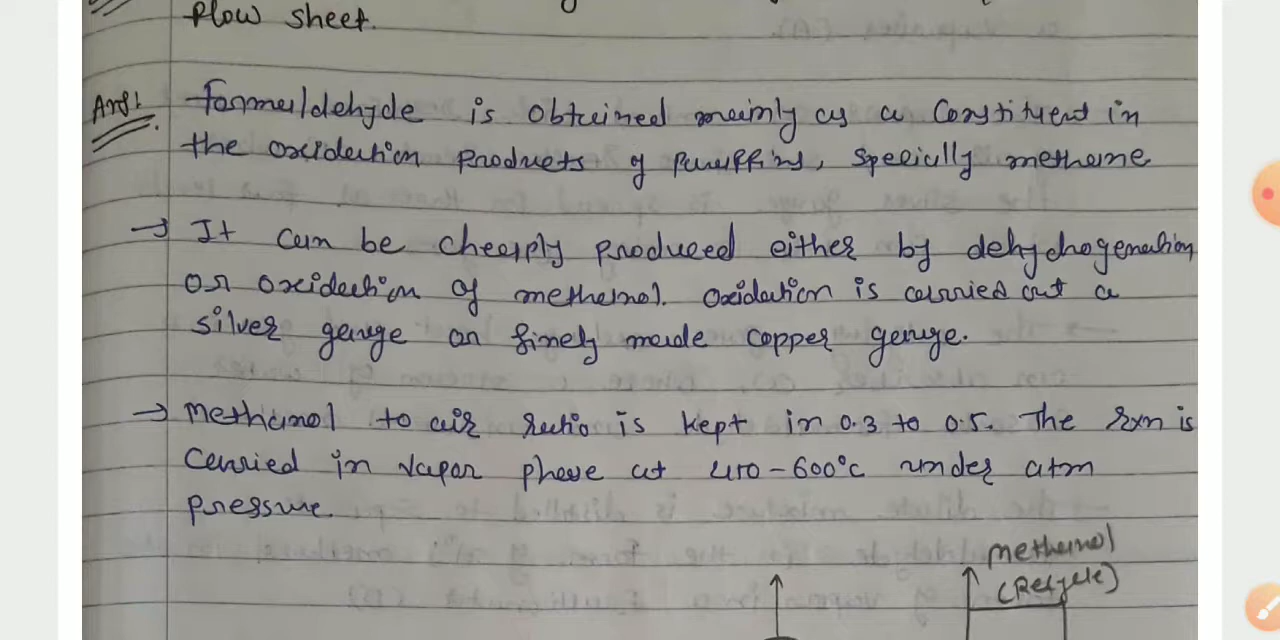 flow sheet.
Ans:
formaldehyde is obtained mainly as a constituent in
the oxidation products of paraffins, specially methane
→ It can be cheaply produced either by dehydrogenation
or oxidation of methanol. oxidation is carried out a
silver gauge or finely made copper gauge.
→ Methanol to air ratio is kept in 0.3 to 0.5. The rxn is
carried in vapor phase at 450-600°c under atm
pressure.
methanol
(Recycle)